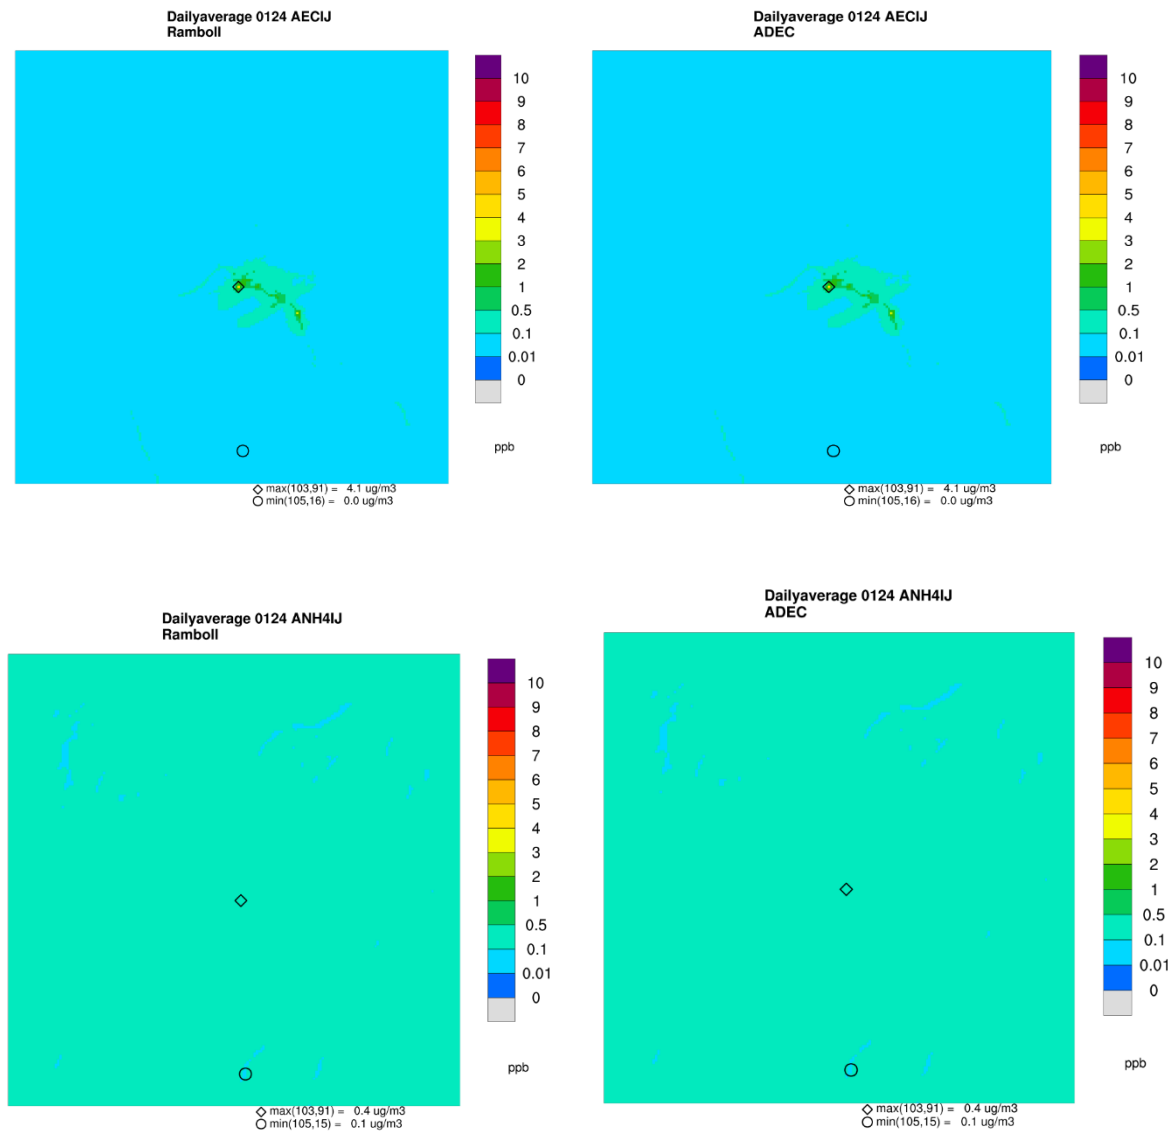 Dailyaverage 0124 AECIJ
Ramboll
10
9
8
7
6
5
4
3
2
1
0.5
0.1
0.01
0
ppb
max(103,91) = 4.1 ug/m3
min(105,16) = 0.0 ug/m3
Dailyaverage 0124 AECIJ
ADEC
10
9
8
7
6
5
4
3
2
1
0.5
0.1
0.01
0
ppb
max(103,91) = 4.1 ug/m3
min(105,16) = 0.0 ug/m3
Dailyaverage 0124 ANH4IJ
Ramboll
10
9
8
7
6
5
4
3
2
1
0.5
0.1
0.01
0
ppb
max(103,91) = 0.4 ug/m3
min(105,15) = 0.1 ug/m3
Dailyaverage 0124 ANH4IJ
ADEC
10
9
8
7
6
5
4
3
2
1
0.5
0.1
0.01
0
ppb
max(103,91) = 0.4 ug/m3
min(105,15) = 0.1 ug/m3